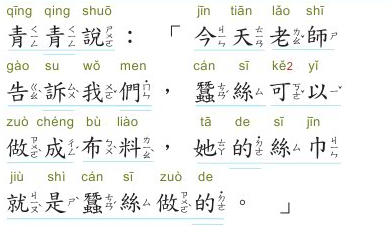 qīng qing shuō jīn tiān lǎo shī
青青說：「今天老師
gào su wǒ men cán sī kě2 yǐ
告訴我們，蠶絲可以
zuò chéng bù liào tā de sī jīn
做成布料，她的絲巾
jiù shì cán sī zuò de
就是蠶絲做的。」